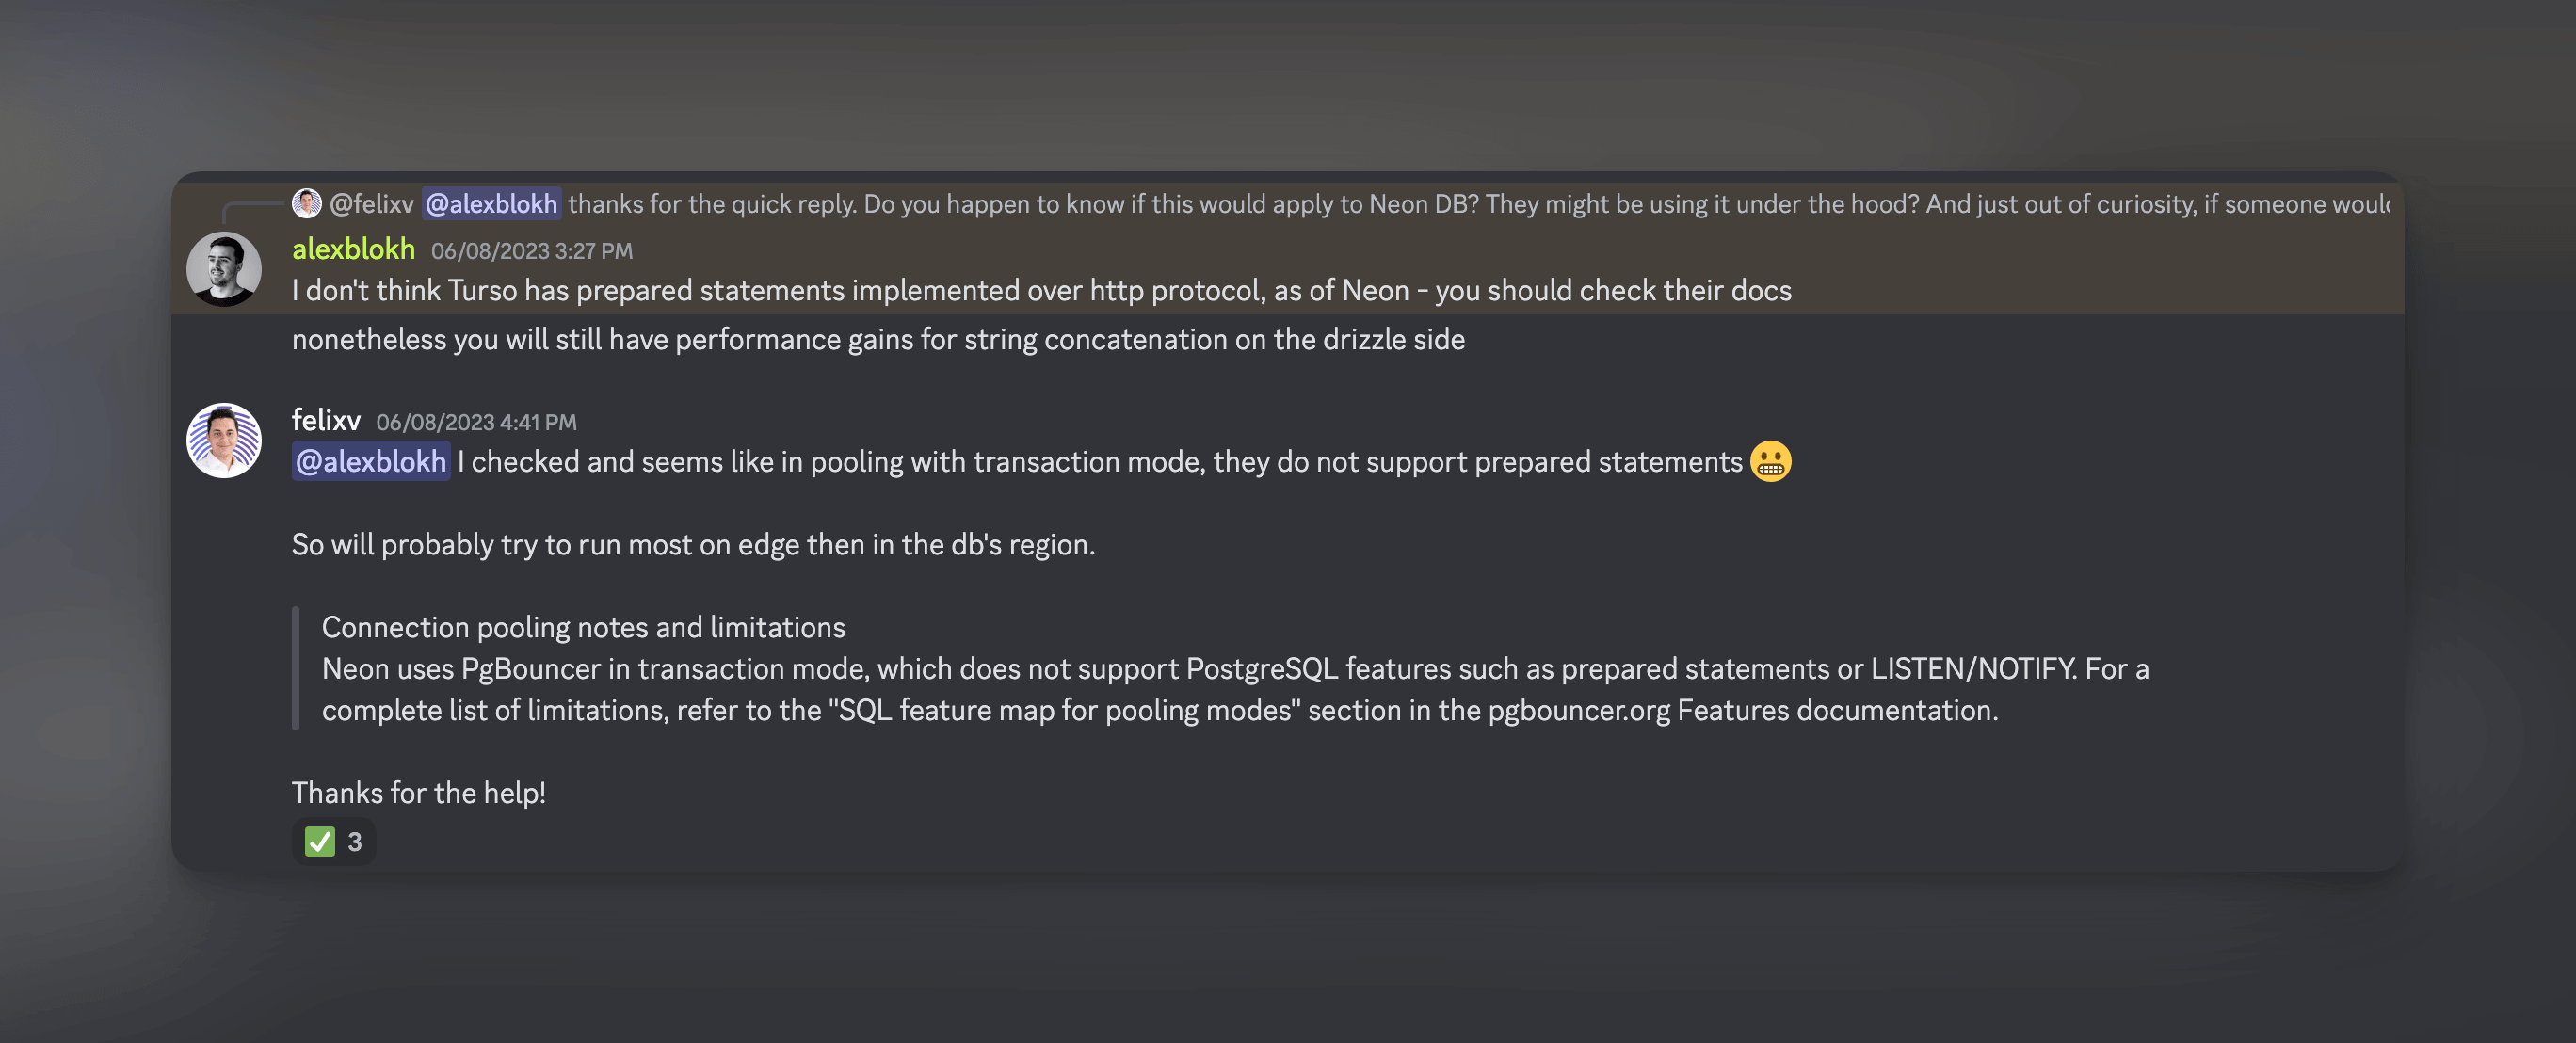 @felixv @alexblokh thanks for the quick reply. Do you happen to know if this would apply to Neon DB? They might be using it under the hood? And just out of curiosity, if someone would
alexblokh 06/08/2023 3:27 PM
I don't think Turso has prepared statements implemented over http protocol, as of Neon - you should check their docs
nonetheless you will still have performance gains for string concatenation on the drizzle side
felixv 06/08/2023 4:41 PM
@alexblokh I checked and seems like in pooling with transaction mode, they do not support prepared statements 😬
So will probably try to run most on edge then in the db's region.
Connection pooling notes and limitations
Neon uses PgBouncer in transaction mode, which does not support PostgreSQL features such as prepared statements or LISTEN/NOTIFY. For a
complete list of limitations, refer to the "SQL feature map for pooling modes" section in the pgbouncer.org Features documentation.
Thanks for the help!
✅ 3